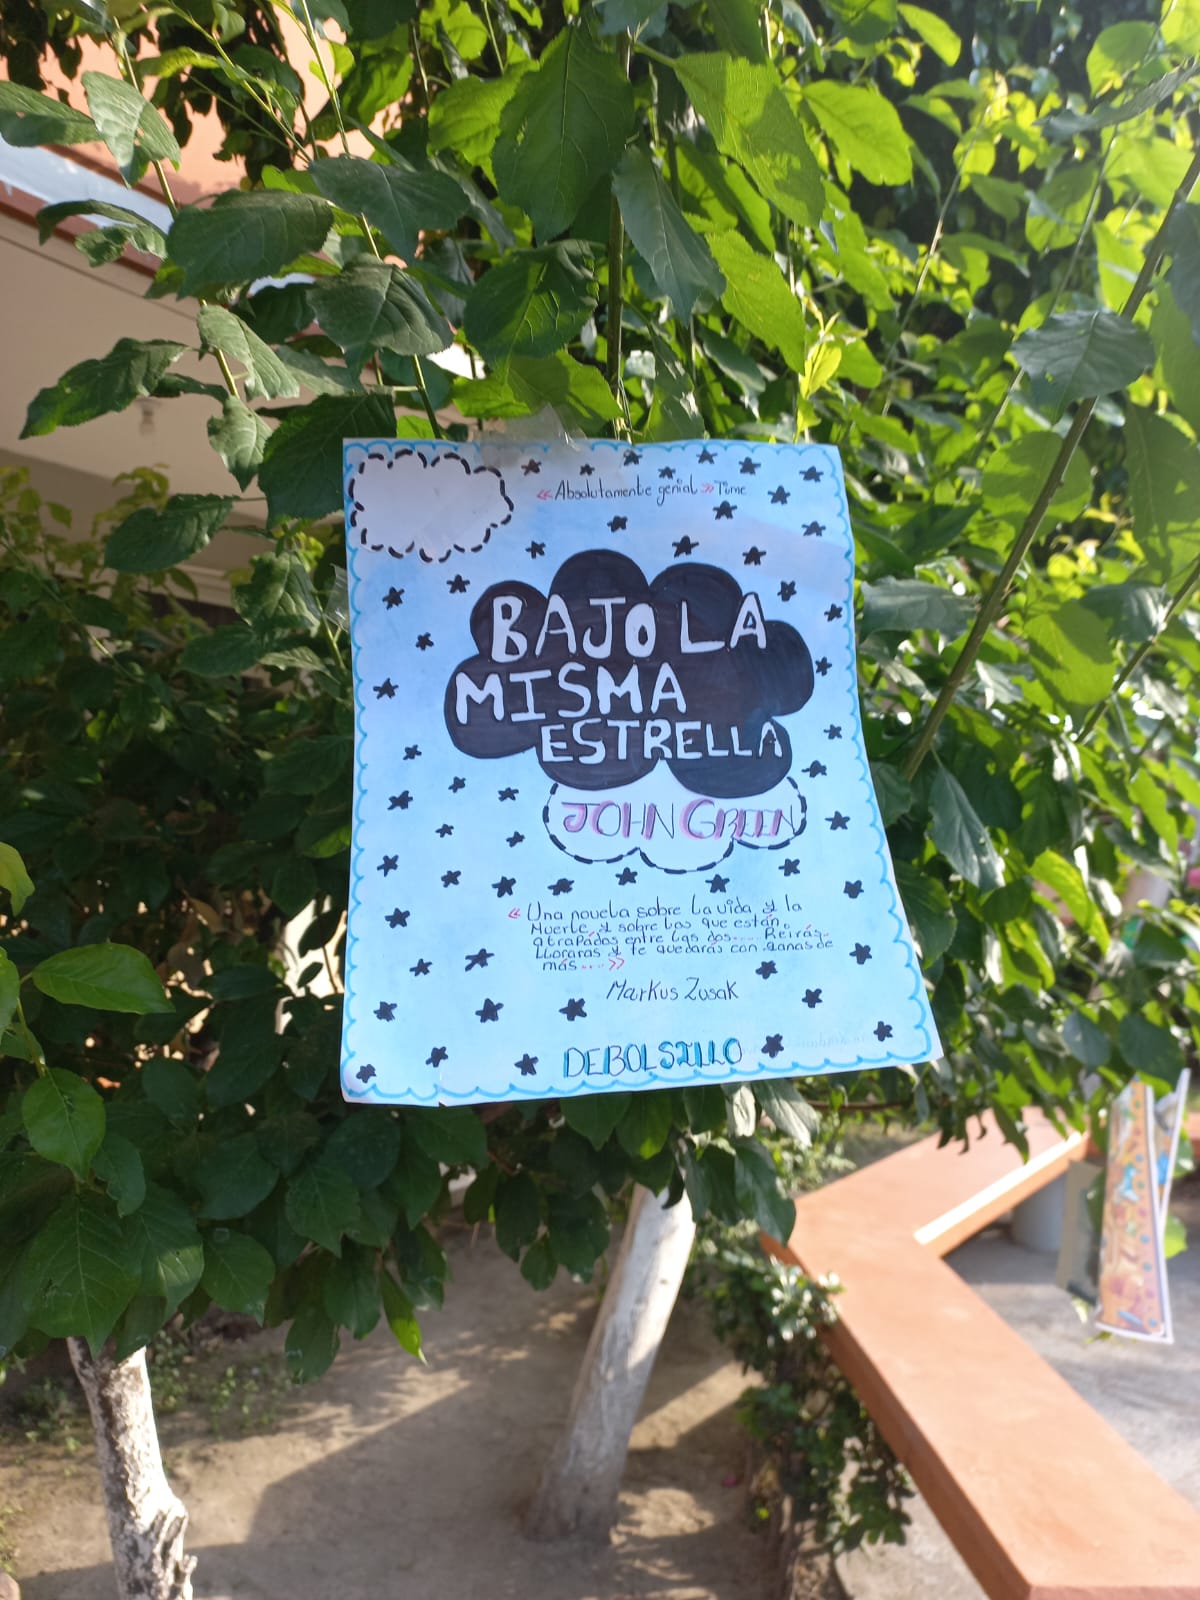 «Absolutamente genial» Time
BAJO LA
MISMA
ESTRELLA
JOHN GREEN
«Una novela sobre la vida y la
Muerte y sobre los que están
atrapados entre las dos.... Reirás.
Lloraras y te quedarás con ganas de
más....»
Markus Zusak
DEBOLSILLO